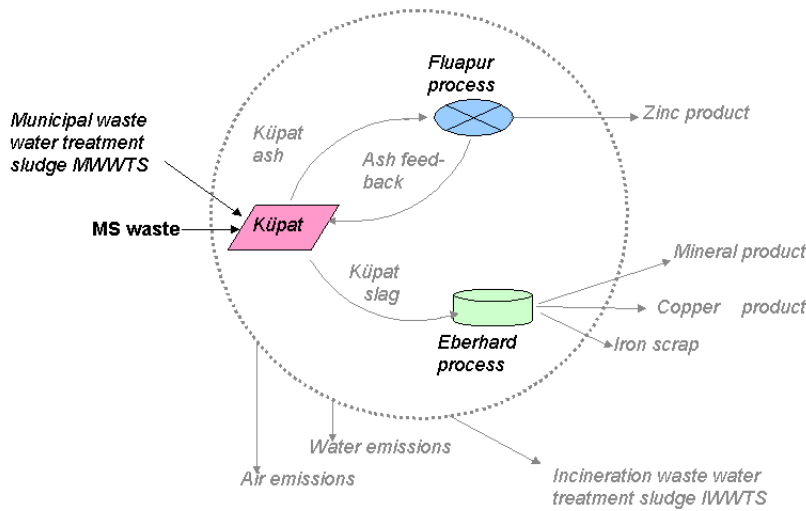 Fluapur
process
Zinc product
Municipal waste
water treatment
sludge MWWTS
Küpat
ash
Ash feed-
back
MS waste
Küpat
Küpat
slag
Mineral product
Copper product
Iron scrap
Eberhard
process
Water emissions
Air emissions
Incineration waste water
treatment sludge IWWTS